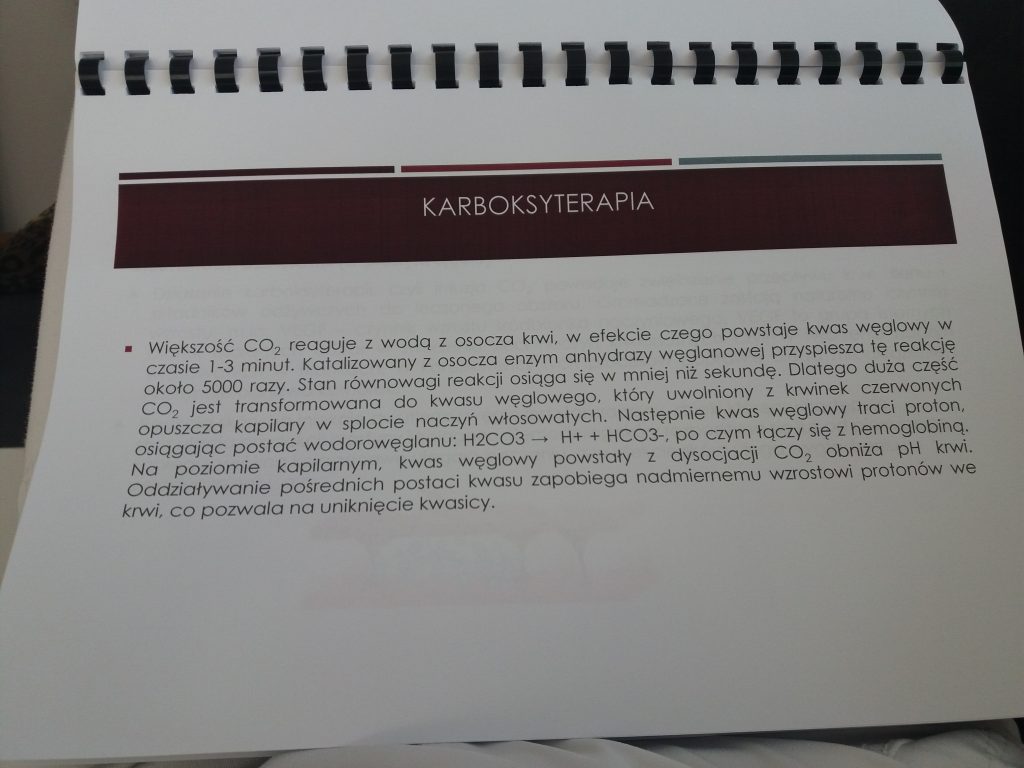 KARBOKSYTERAPIA
▪ Większość CO₂ reaguje z wodą z osocza krwi, w efekcie czego powstaje kwas węglowy w
czasie 1-3 minut. Katalizowany z osocza enzym anhydrazy węglanowej przyspiesza tę reakcję
około 5000 razy. Stan równowagi reakcji osiąga się w mniej niż sekundę. Dlatego duża część
CO₂ jest transformowana do kwasu węglowego, który uwolniony z krwinek czerwonych
opuszcza kapilary w splocie naczyń włosowatych. Następnie kwas węglowy traci proton,
osiągając postać wodorowęglanu: H2CO3 → H+ + HCO3-, po czym łączy się z hemoglobiną.
Na poziomie kapilarnym, kwas węglowy powstały z dysocjacji CO₂ obniża pH krwi.
Oddziaływanie pośrednich postaci kwasu zapobiega nadmiernemu wzrostowi protonów we
krwi, co pozwala na uniknięcie kwasicy.